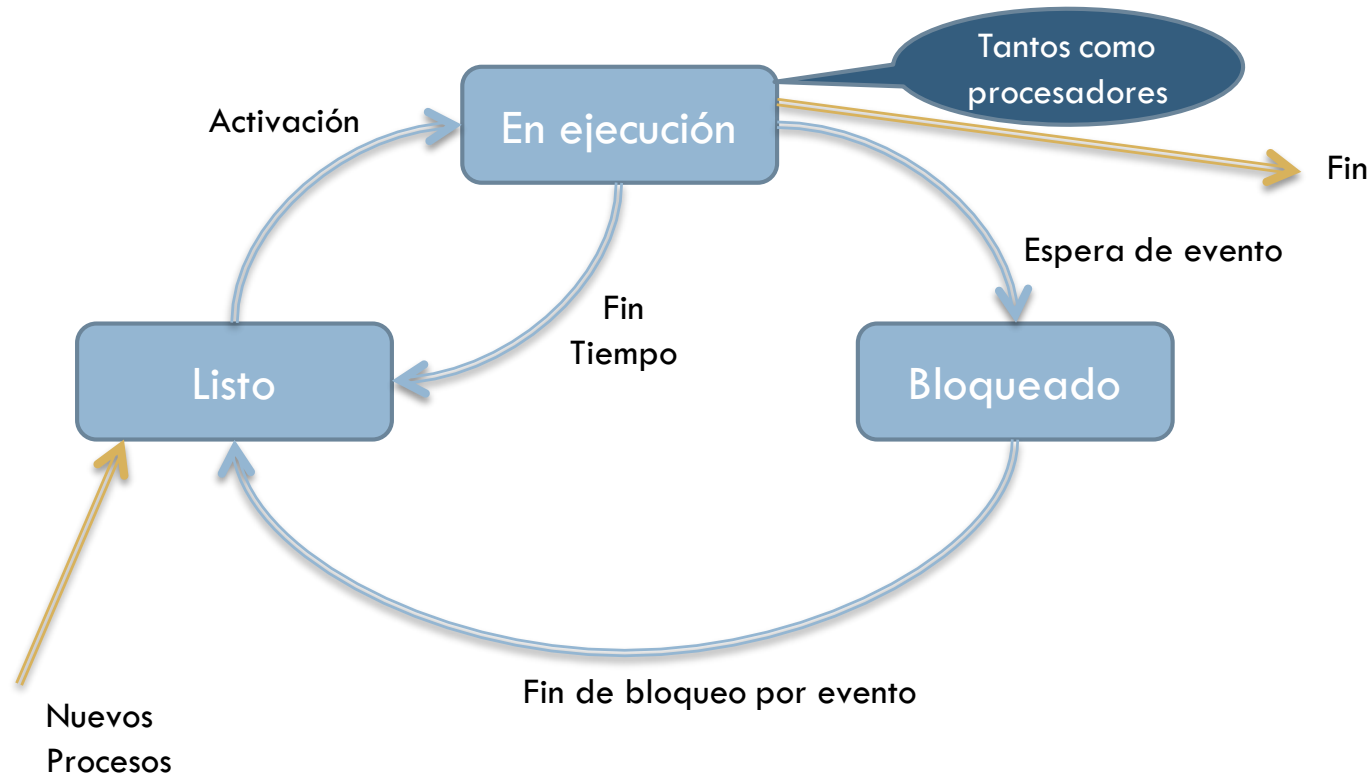 Tantos como
procesadores
Activación
En ejecución
Fin
Espera de evento
Fin
Tiempo
Listo
Bloqueado
Fin de bloqueo por evento
Nuevos
Procesos